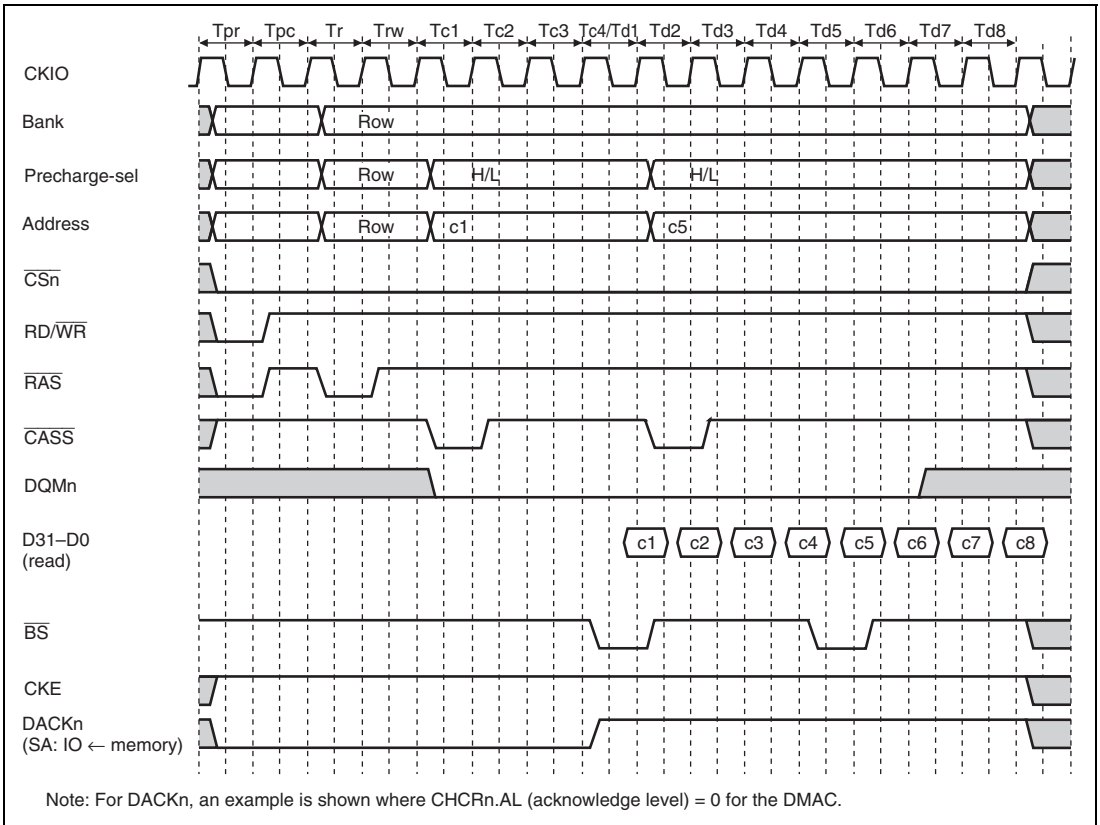 Tpr Tpc Tr Trw Tc1 Tc2 Tc3 Tc4/Td1 Td2 Td3 Td4 Td5 Td6 Td7 Td8
CKIO
Bank Row
Precharge-sel Row H/L H/L
Address Row c1 c5
CSn
RD/WR
RAS
CASS
DQMn
D31–D0 c1 c2 c3 c4 c5 c6 c7 c8
(read)
BS
CKE
DACKn
(SA: IO ← memory)
Note: For DACKn, an example is shown where CHCRn.AL (acknowledge level) = 0 for the DMAC.